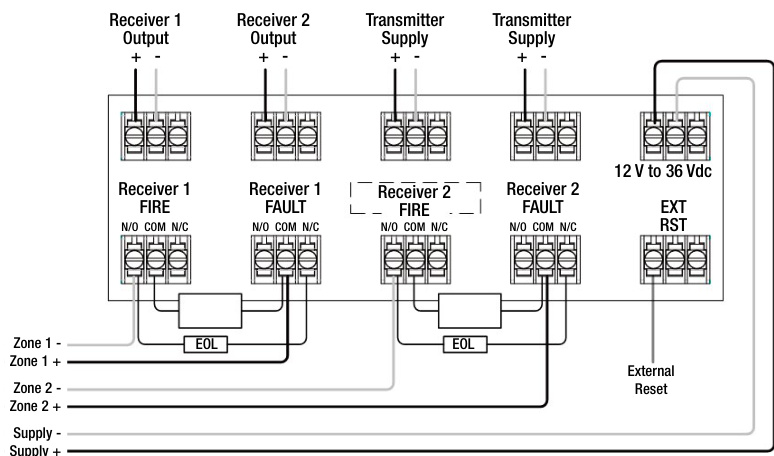 Receiver 1 Receiver 2 Transmitter Transmitter
Output Output Supply Supply
+ - + - + - + -
12 V to 36 Vdc
Receiver 1 Receiver 1 Receiver 2 Receiver 2 EXT
FIRE FAULT FIRE FAULT RST
N/O COM N/C N/O COM N/C N/O COM N/C N/O COM N/C
EOL EOL
Zone 1 -
Zone 1 +
External
Reset
Zone 2 -
Zone 2 +
Supply -
Supply +